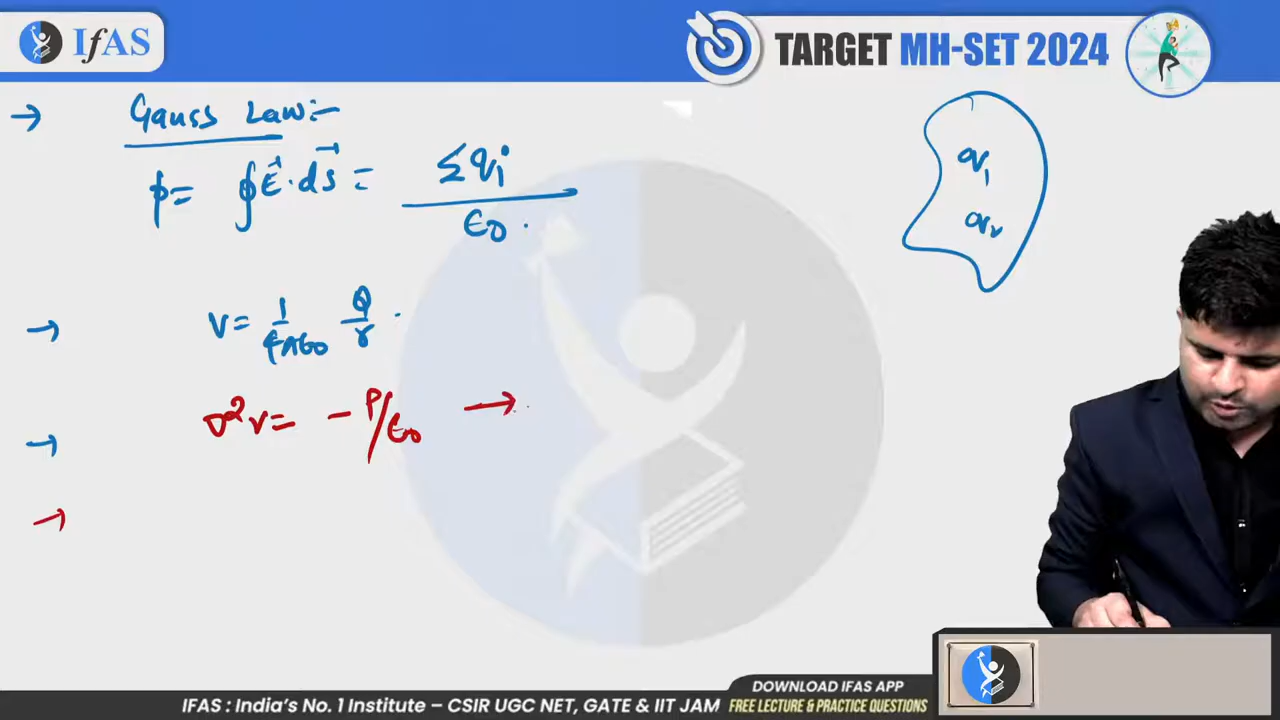 IfAS
TARGET MH-SET 2024
→ Gauss Law:-
ϕ = ∮E⃗·ds⃗ = Σqi / ε0
q1
q2
→ V = 1/4πε0 Q/r
→ ∇²V = -ρ/ε0 →
→
DOWNLOAD IFAS APP
IFAS : India's No. 1 Institute – CSIR UGC NET, GATE & IIT JAM FREE LECTURE & PRACTICE QUESTIONS